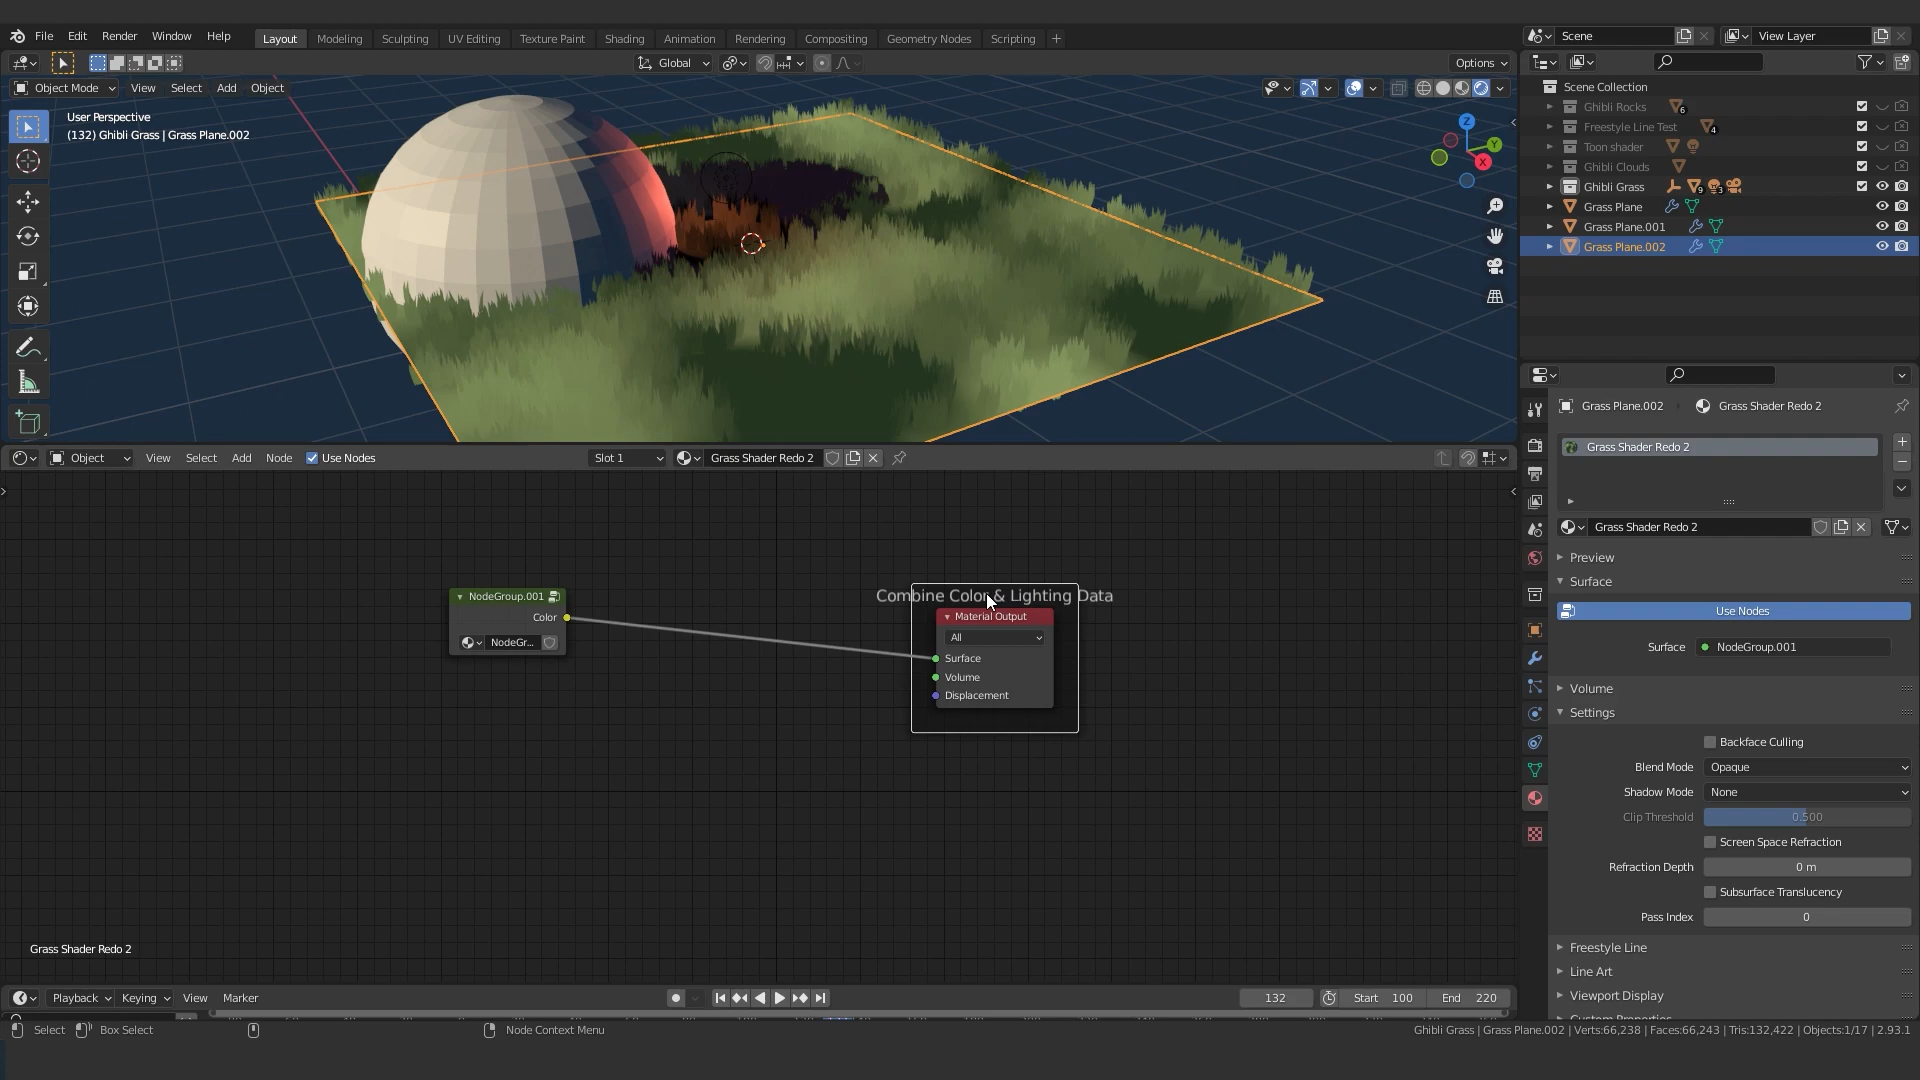 File Edit Render Window Help Layout Modeling Sculpting UV Editing Texture Paint Shading Animation Rendering Compositing Geometry Nodes Scripting + Scene View Layer
Global Options
Object Mode View Select Add Object
User Perspective
(132) Ghibli Grass | Grass Plane.002
Z
Y
X
Scene Collection
Ghibli Rocks 6
Freestyle Line Test 4
Toon shader
Ghibli Clouds
Ghibli Grass 9 3
Grass Plane
Grass Plane.001
Grass Plane.002
Object View Select Add Node Use Nodes Slot 1 Grass Shader Redo 2
NodeGroup.001
Color
NodeGr...
Combine Color & Lighting Data
Material Output
All
Surface
Volume
Displacement
Grass Shader Redo 2
Grass Plane.002 Grass Shader Redo 2
Grass Shader Redo 2
Grass Shader Redo 2
Preview
Surface
Use Nodes
Surface NodeGroup.001
Volume
Settings
Backface Culling
Blend Mode Opaque
Shadow Mode None
Clip Threshold 0.500
Screen Space Refraction
Refraction Depth 0 m
Subsurface Translucency
Pass Index 0
Freestyle Line
Line Art
Viewport Display
Playback Keying View Marker 132 Start 100 End 220
Select Box Select Node Context Menu
Ghibli Grass | Grass Plane.002 | Verts:66,238 | Faces:66,243 | Tris:132,422 | Objects:1/17 | 2.93.1